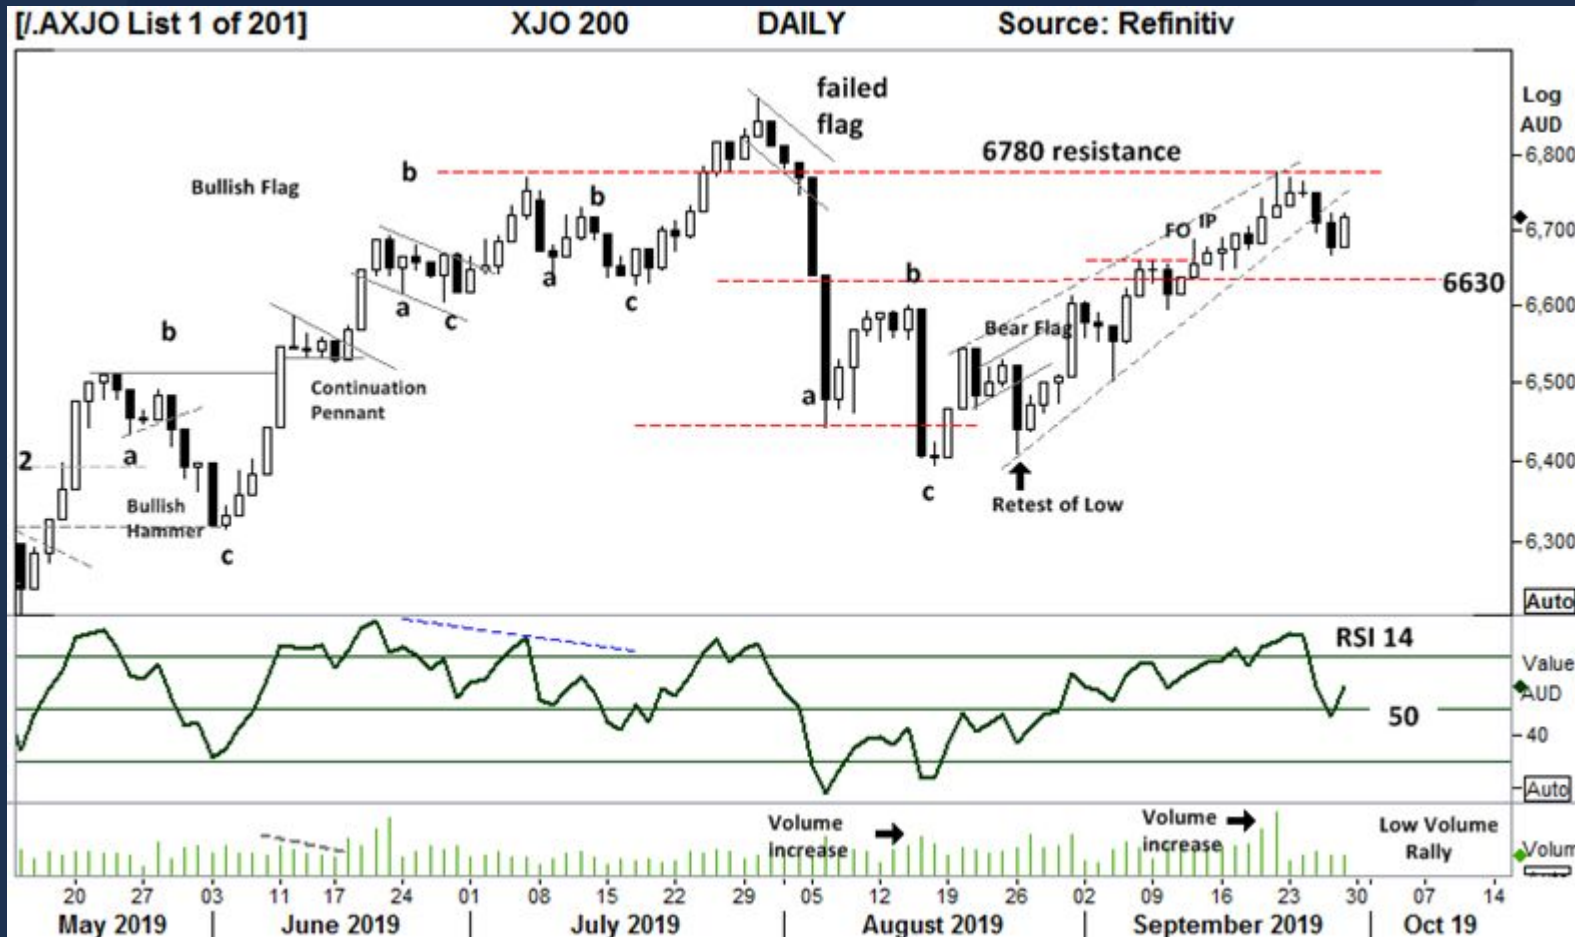 [/.AXJO List 1 of 201] XJO 200 DAILY Source: Refinitiv
failed
flag
Log
AUD
6780 resistance
6,800
Bullish Flag
b
b
FO IP
6,700
a
c
a
c
b
6630
6,600
b
Bear Flag
Continuation
Pennant
a
6,500
2
a
6,400
c
Retest of Low
Bullish
Hammer
c
6,300
Auto
RSI 14
Value
AUD
50
40
Auto
Volume
increase
Volume
increase
Low Volume
Rally
Volum
20 27 03 11 17 24 01 08 15 22 29 05 12 19 26 02 09 16 23 30 07 14
May 2019 June 2019 July 2019 August 2019 September 2019 Oct 19